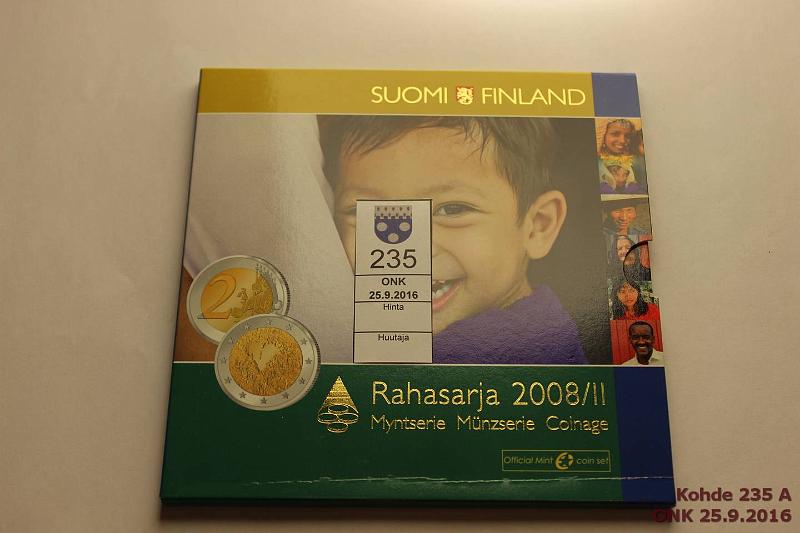 SUOMI FINLAND
235
ONK
25.9.2016
Hinta
Huutaja
2
Rahasarja 2008/II
Myntserie Münzserie Coinage
Official Mint coin set
Kohde 235 A
ONK 25.9.2016